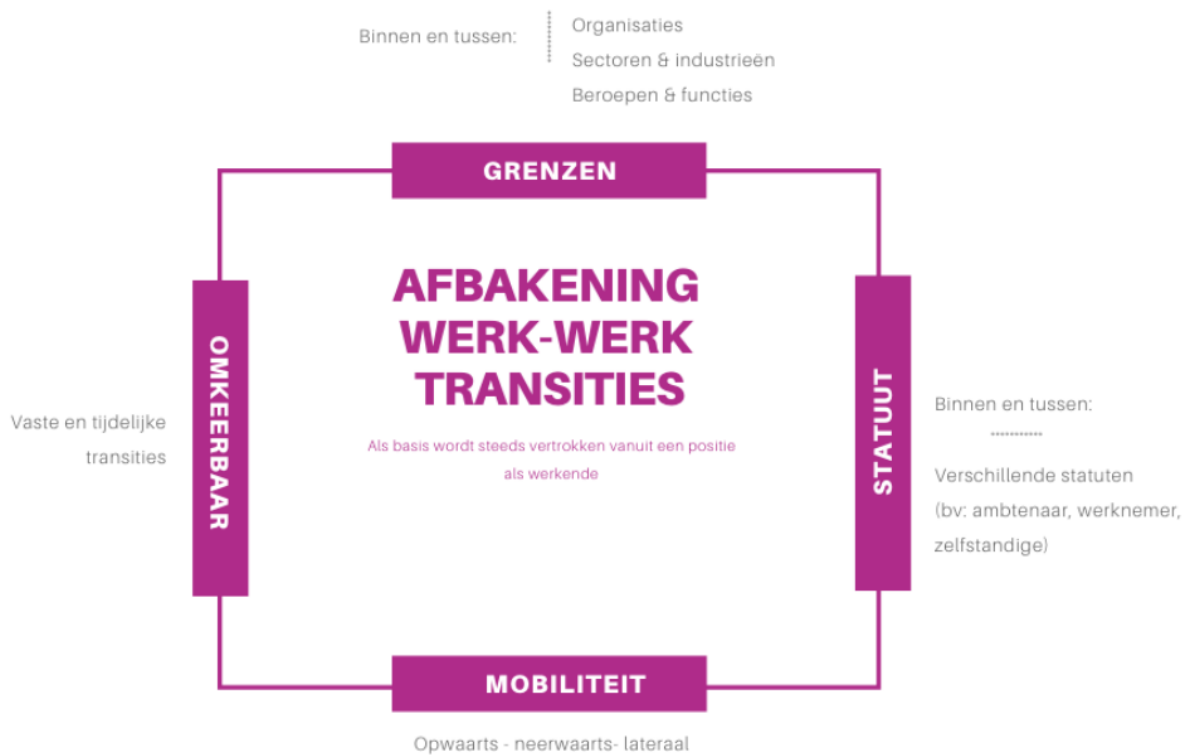 Binnen en tussen:
Organisaties
Sectoren & industrieën
Beroepen & functies
GRENZEN
AFBAKENING
WERK-WERK
TRANSITIES
Als basis wordt steeds vertrokken vanuit een positie
als werkende
OMKEERBAAR
Vaste en tijdelijke
transities
STATUUT
Binnen en tussen:
Verschillende statuten
(bv: ambtenaar, werknemer,
zelfstandige)
MOBILITEIT
Opwaarts - neerwaarts- lateraal